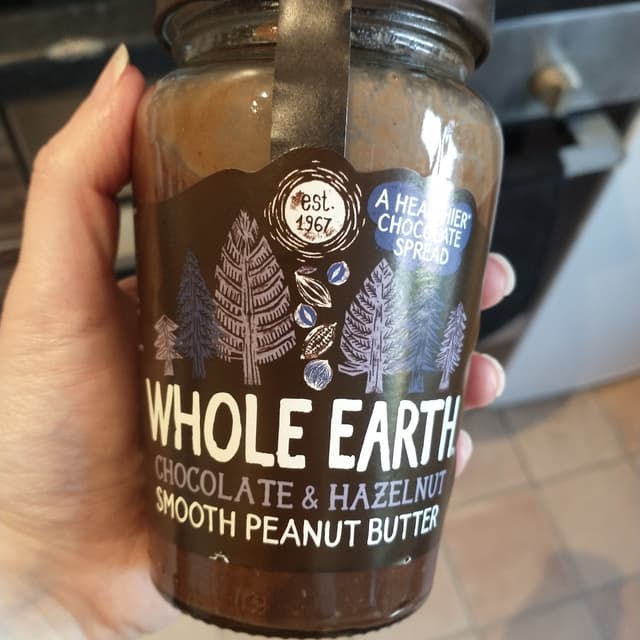 est.
1967
A HEALTHIER*
CHOCOLATE
SPREAD
WHOLE EARTH
CHOCOLATE & HAZELNUT
SMOOTH PEANUT BUTTER